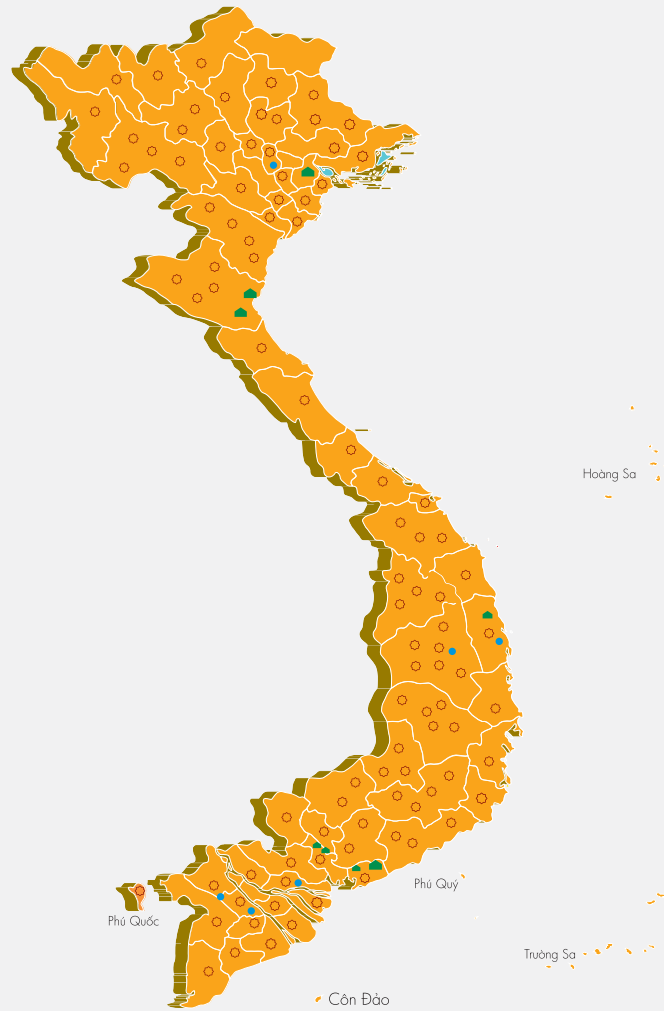 Hoàng Sa
Phú Quý
Phú Quốc
Trường Sa
Côn Đảo